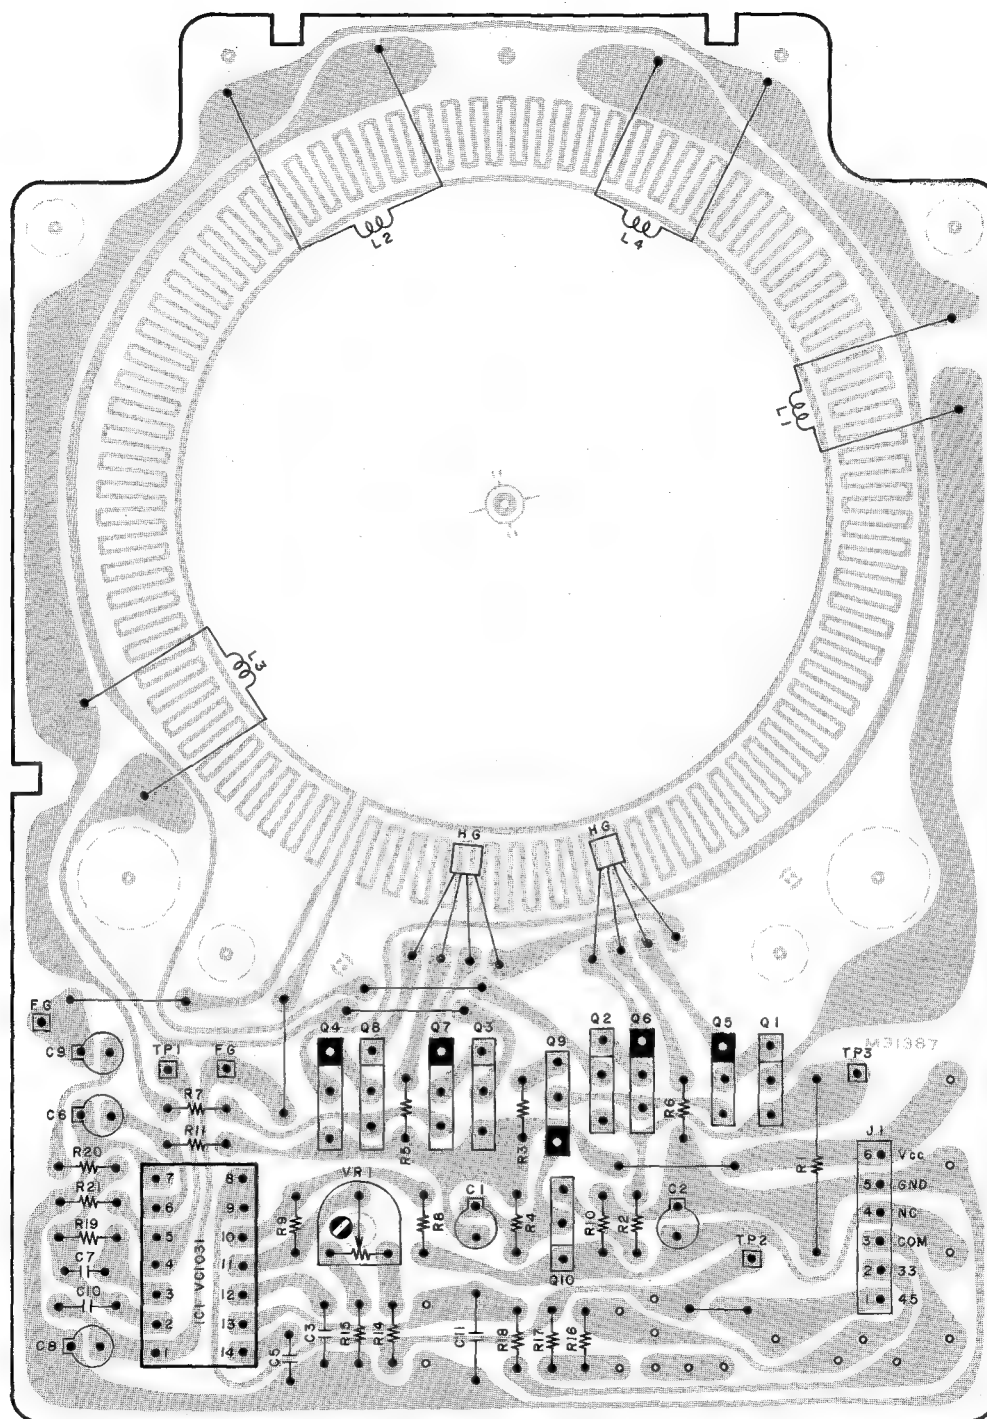 L2
L4
L1
L3
HG
HG
FG
Q4
Q8
Q7
Q3
Q9
Q2
Q6
Q5
Q1
M31387
C9
TP1
FG
TP3
R7
C6
R11
R5
R3
R6
J1
R20
R1
6 Vcc
7
8
VR1
R21
5 GND
6
9
R9
R8
C1
R4
R10
R2
C2
4 NC
R19
5
10
3 COM
C7
IC1 VC1031
4
11
Q10
TP2
2 33
C10
3
12
1 45
2
13
C8
1
14
C5
C3
R15
R14
C11
R18
R17
R16